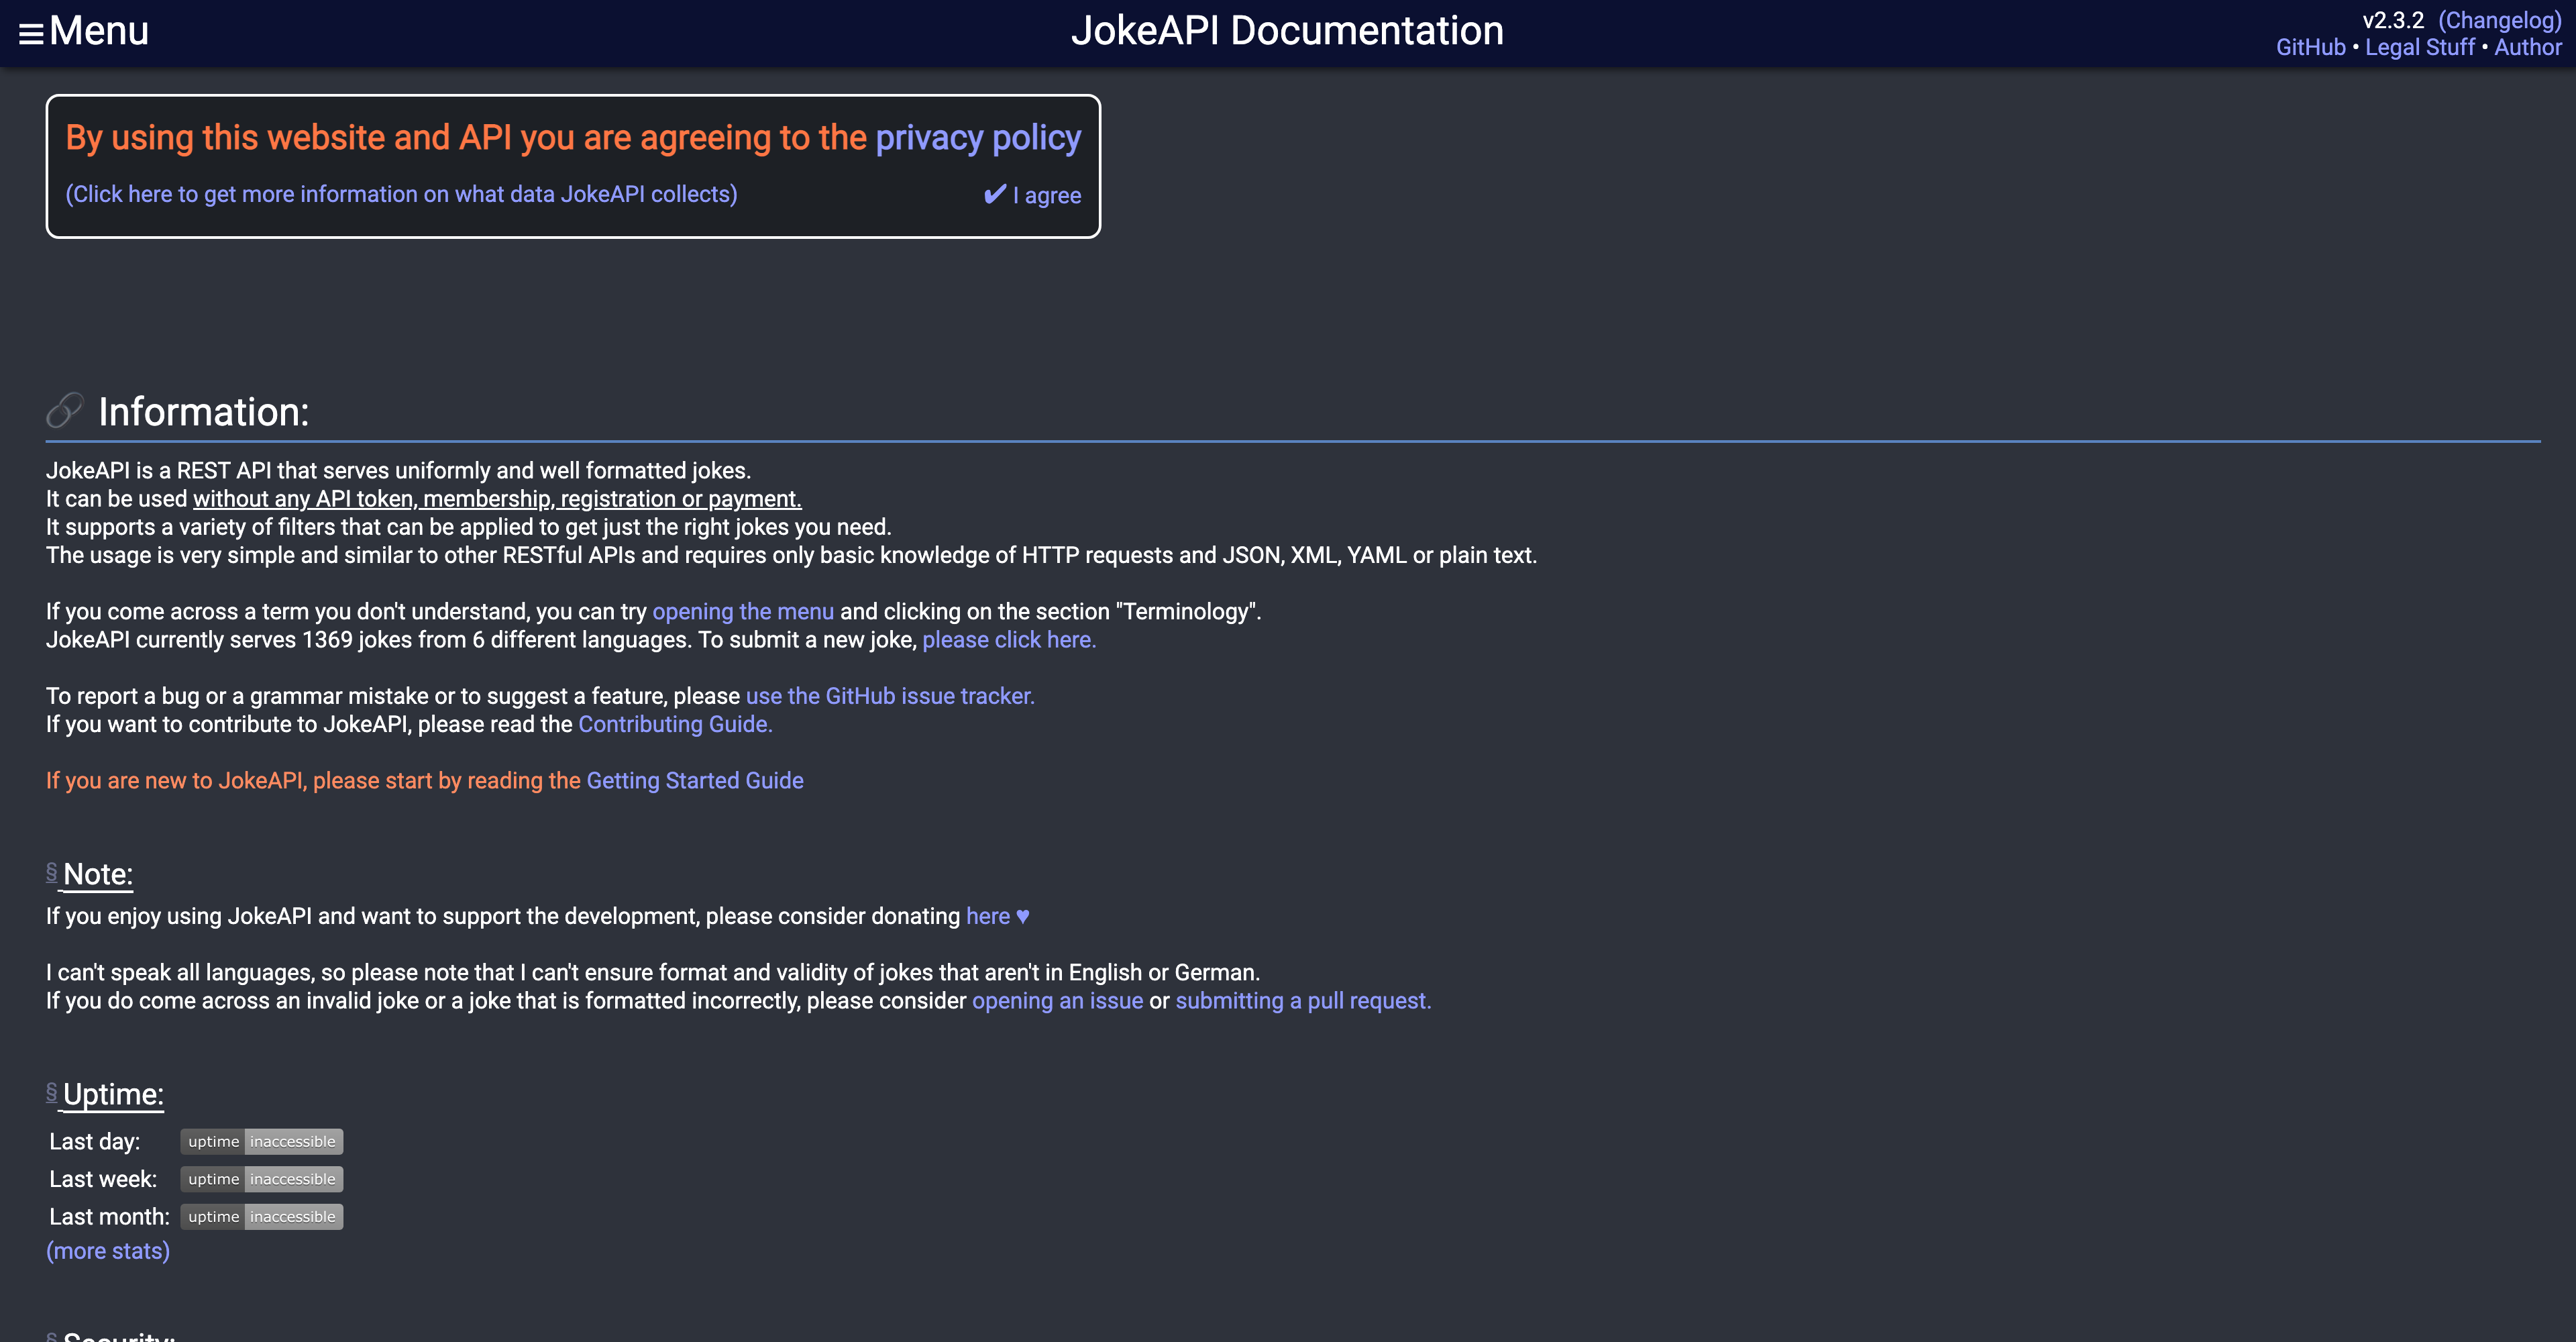 Menu
JokeAPI Documentation
v2.3.2 (Changelog)
GitHub • Legal Stuff • Author
By using this website and API you are agreeing to the privacy policy
(Click here to get more information on what data JokeAPI collects)
✔ I agree
Information:
JokeAPI is a REST API that serves uniformly and well formatted jokes.
It can be used without any API token, membership, registration or payment.
It supports a variety of filters that can be applied to get just the right jokes you need.
The usage is very simple and similar to other RESTful APIs and requires only basic knowledge of HTTP requests and JSON, XML, YAML or plain text.
If you come across a term you don't understand, you can try opening the menu and clicking on the section "Terminology".
JokeAPI currently serves 1369 jokes from 6 different languages. To submit a new joke, please click here.
To report a bug or a grammar mistake or to suggest a feature, please use the GitHub issue tracker.
If you want to contribute to JokeAPI, please read the Contributing Guide.
If you are new to JokeAPI, please start by reading the Getting Started Guide
§ Note:
If you enjoy using JokeAPI and want to support the development, please consider donating here ♥
I can't speak all languages, so please note that I can't ensure format and validity of jokes that aren't in English or German.
If you do come across an invalid joke or a joke that is formatted incorrectly, please consider opening an issue or submitting a pull request.
§ Uptime:
Last day: uptime inaccessible
Last week: uptime inaccessible
Last month: uptime inaccessible
(more stats)
§ Security: